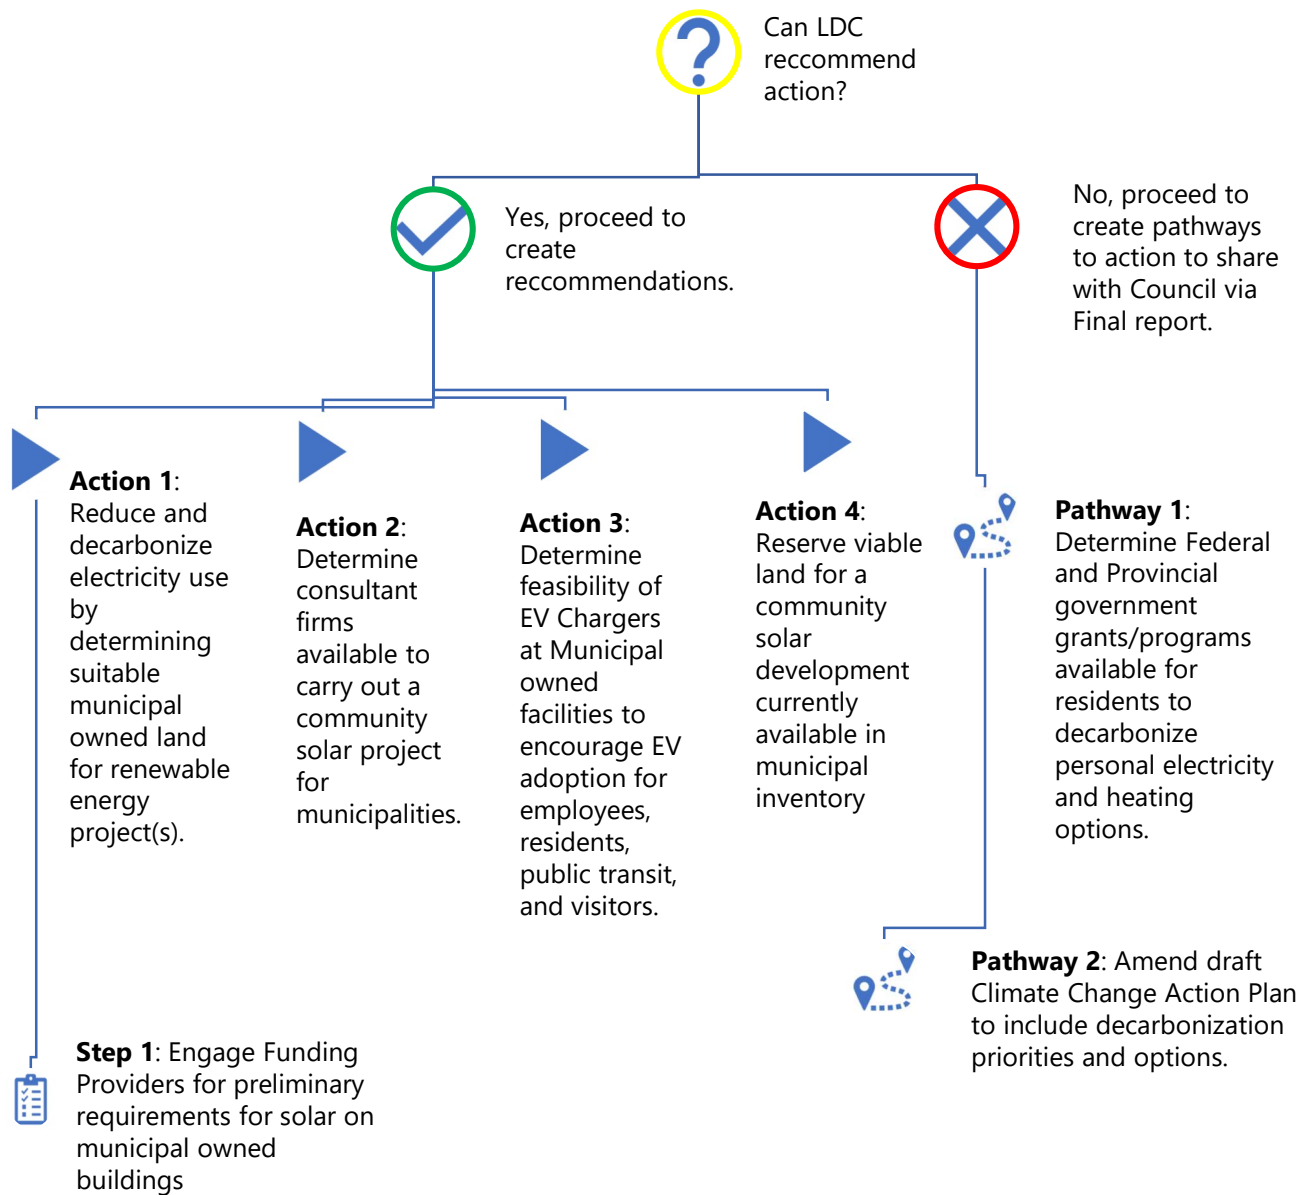 Can LDC
reccommend
action?
Yes, proceed to
create
reccommendations.
No, proceed to
create pathways
to action to share
with Council via
Final report.
Action 1:
Reduce and
decarbonize
electricity use
by
determining
suitable
municipal
owned land
for renewable
energy
project(s).
Action 2:
Determine
consultant
firms
available to
carry out a
community
solar project
for
municipalities.
Action 3:
Determine
feasibility of
EV Chargers
at Municipal
owned
facilities to
encourage EV
adoption for
employees,
residents,
public transit,
and visitors.
Action 4:
Reserve viable
land for a
community
solar
development
currently
available in
municipal
inventory
Pathway 1:
Determine Federal
and Provincial
government
grants/programs
available for
residents to
decarbonize
personal electricity
and heating
options.
Pathway 2: Amend draft
Climate Change Action Plan
to include decarbonization
priorities and options.
Step 1: Engage Funding
Providers for preliminary
requirements for solar on
municipal owned
buildings